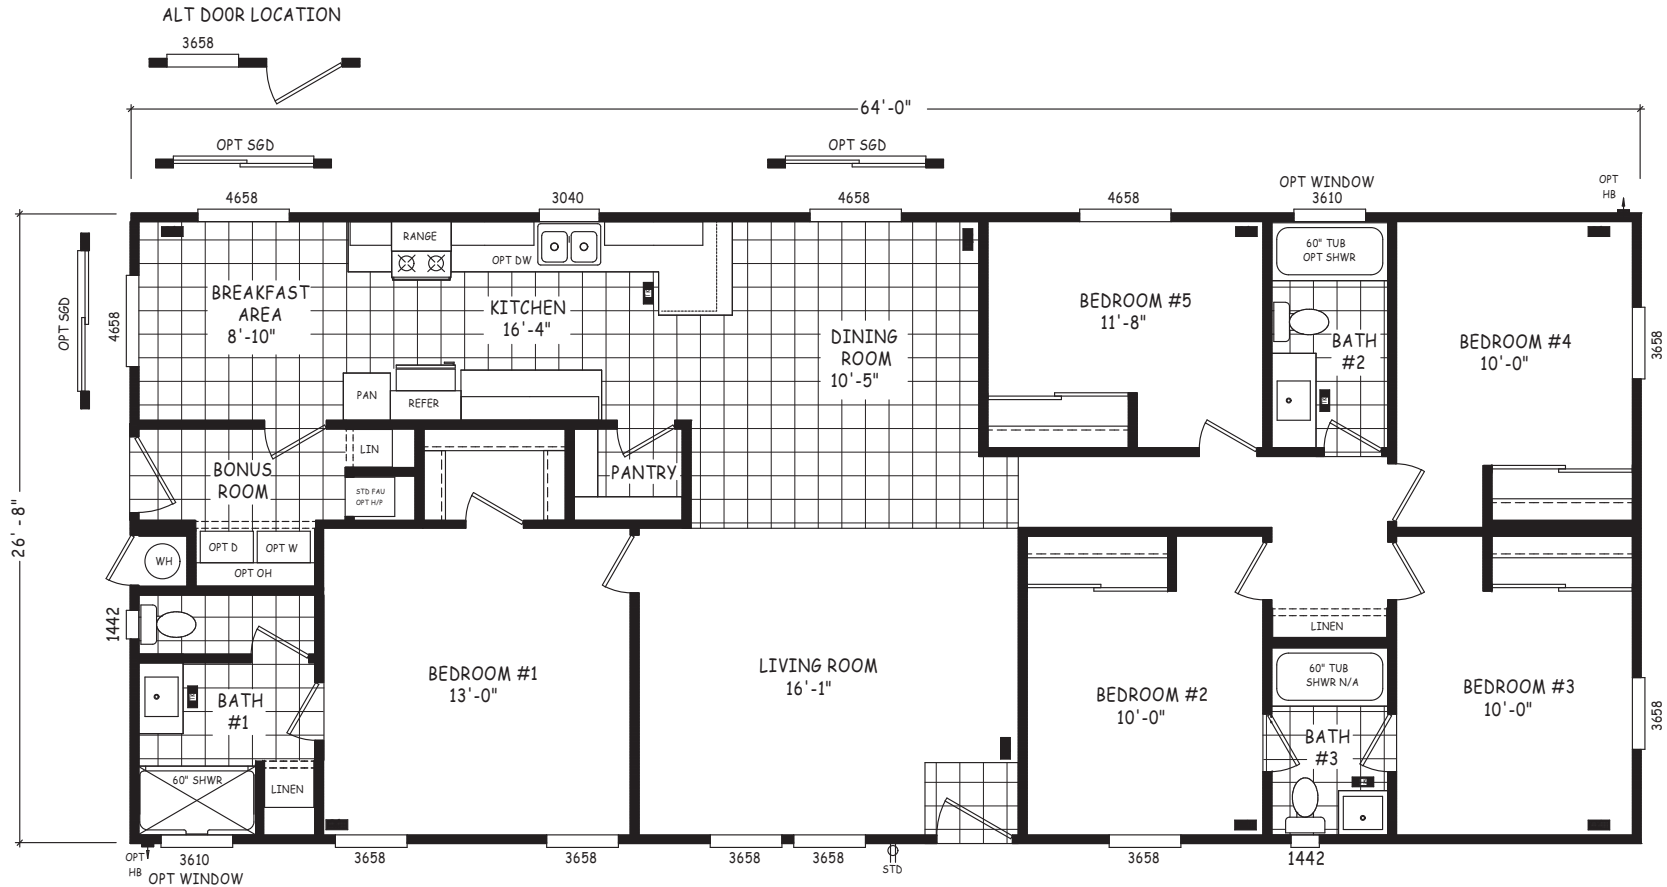 ALT DOOR LOCATION
3658
64'-0"
OPT SGD
OPT SGD
OPT WINDOW
OPT
HB
4658
3040
4658
4658
3610
RANGE
OPT DW
60" TUB
OPT SHWR
OPT SGD
4658
BREAKFAST
AREA
8'-10"
KITCHEN
16'-4"
DINING
ROOM
10'-5"
BEDROOM #5
11'-8"
BATH
#2
BEDROOM #4
10'-0"
3658
PAN
REFER
LIN
BONUS
ROOM
STD FAU
OPT H/P
PANTRY
26'-8"
OPT D
OPT W
WH
OPT OH
1442
LINEN
BEDROOM #1
13'-0"
LIVING ROOM
16'-1"
BEDROOM #2
10'-0"
60" TUB
SHWR N/A
BEDROOM #3
10'-0"
3658
BATH
#1
BATH
#3
60" SHWR
LINEN
OPT
HB
3610
OPT WINDOW
3658
3658
3658
3658
STD
3658
1442